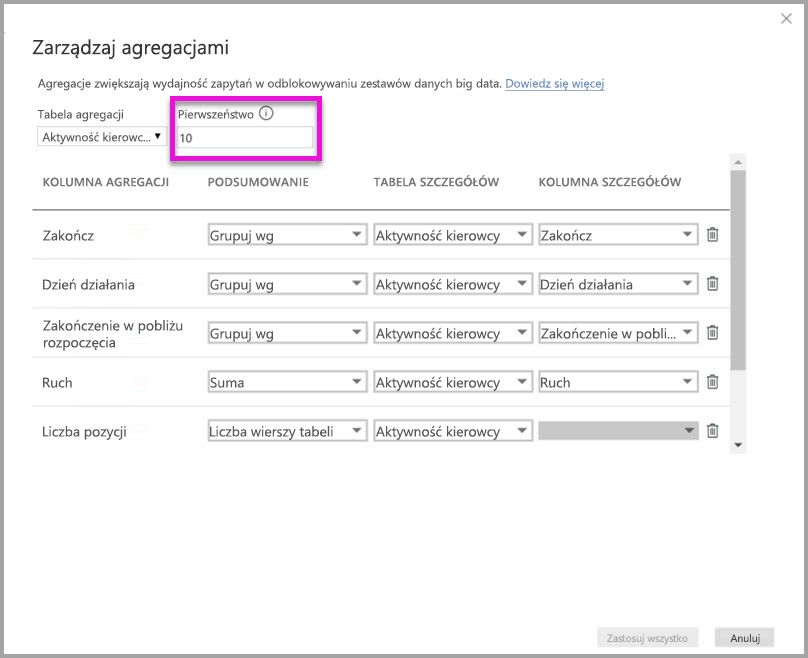 Zarządzaj agregacjami
Agregacje zwiększają wydajność zapytań w odblokowywaniu zestawów danych big data. Dowiedz się więcej
Tabela agregacji
Pierwszeństwo
Aktywność kierowc...
10
KOLUMNA AGREGACJI PODSUMOWANIE TABELA SZCZEGÓŁÓW KOLUMNA SZCZEGÓŁÓW
Zakończ Grupuj wg Aktywność kierowcy Zakończ
Dzień działania Grupuj wg Aktywność kierowcy Dzień działania
Zakończenie w pobliżu
rozpoczęcia
Grupuj wg Aktywność kierowcy Zakończenie w pobli...
Ruch Suma Aktywność kierowcy Ruch
Liczba pozycji Liczba wierszy tabeli Aktywność kierowcy
Zastosuj wszystko Anuluj